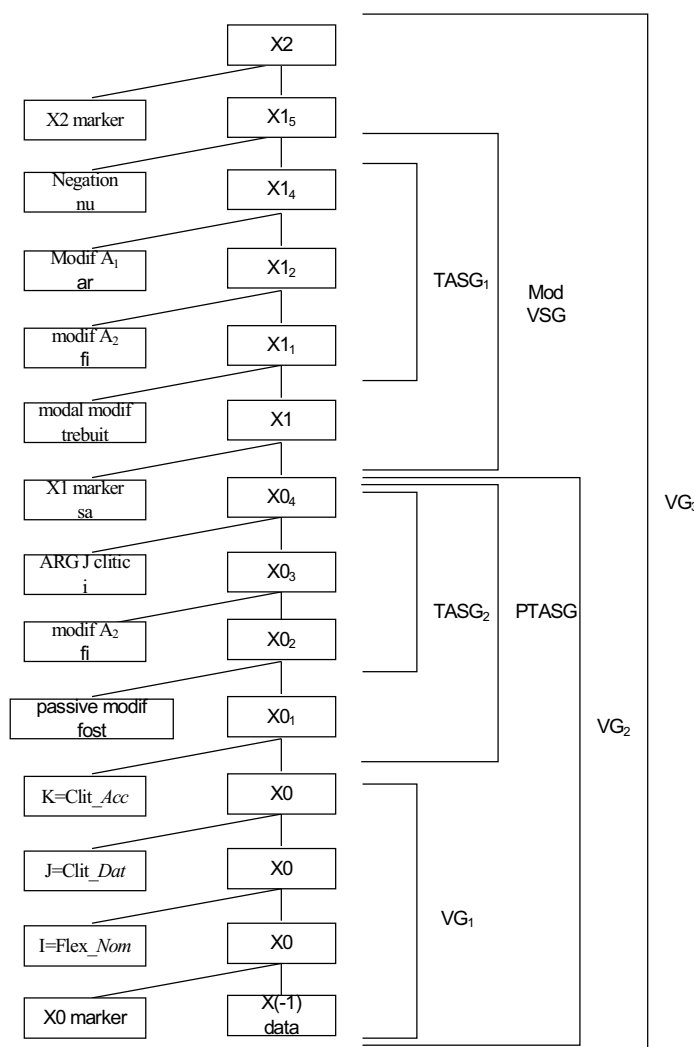 X2
X2 marker
X1₅
Negation
nu
X1₄
Modif A₁
ar
X1₂
TASG₁
Mod
VSG
modif A₂
fi
X1₁
modal modif
trebuit
X1
X1 marker
sa
X0₄
VG₃
ARG J clitic
i
X0₃
modif A₂
fi
X0₂
TASG₂
PTASG
passive modif
fost
X0₁
VG₂
K=Clit_Acc
X0
J=Clit_Dat
X0
VG₁
I=Flex_Nom
X0
X0 marker
X(-1)
data